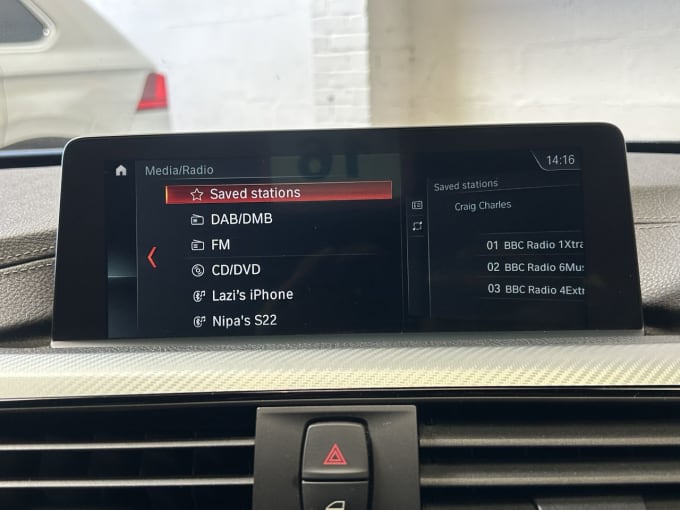 Media/Radio
14:16
Saved stations
DAB/DMB
FM
CD/DVD
Lazi's iPhone
Nipa's S22
Saved stations
Craig Charles
01 BBC Radio 1Xtra
02 BBC Radio 6Mus
03 BBC Radio 4Extr